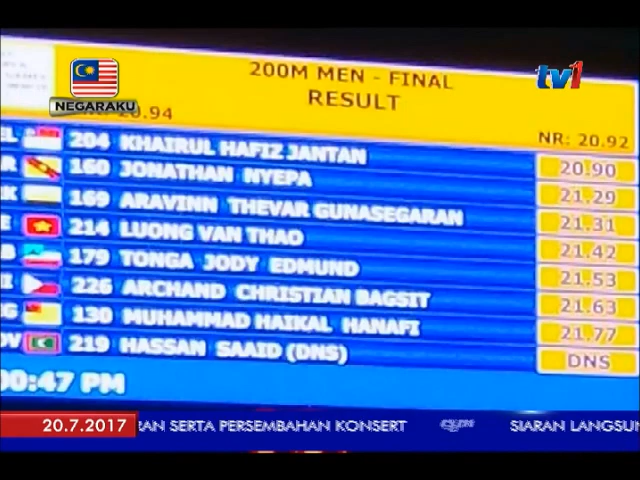 200M MEN - FINAL
RESULT
tv1
NEGARAKU
20.94
NR: 20.92
204 KHAIRUL HAFIZ JANTAN 20.90
160 JONATHAN NYEPA 21.29
169 ARAVINN THEVAR GUNASEGARAN 21.31
214 LUONG VAN THAO 21.42
179 TONGA JODY EDMUND 21.53
226 ARCHAND CHRISTIAN BAGSIT 21.63
130 MUHAMMAD HAIKAL HANAFI 21.77
219 HASSAN SAAID (DNS) DNS
00:47 PM
20.7.2017 RAN SERTA PERSEMBAHAN KONSERT SIARAN LANGSUN